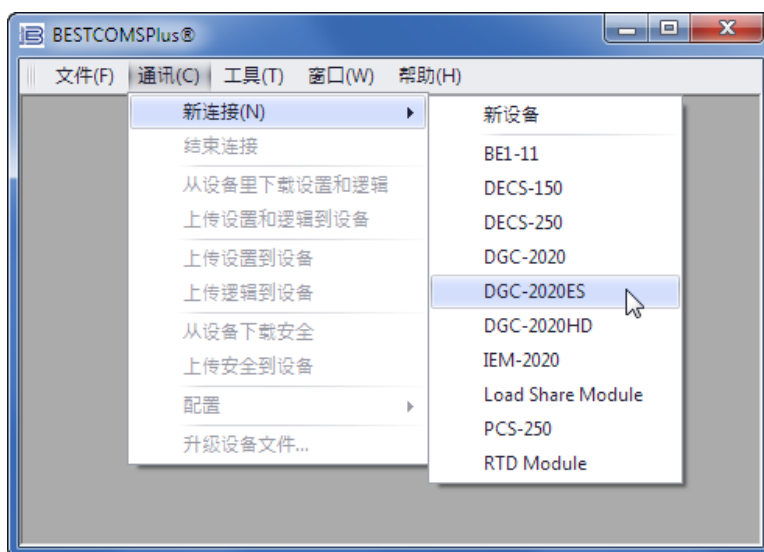 BESTCOMSPlus®
文件(F) 通讯(C) 工具(T) 窗口(W) 帮助(H)
新连接(N)
结束连接
从设备里下载设置和逻辑
上传设置和逻辑到设备
上传设置到设备
上传逻辑到设备
从设备下载安全
上传安全到设备
配置
升级设备文件...
新设备
BE1-11
DECS-150
DECS-250
DGC-2020
DGC-2020ES
DGC-2020HD
IEM-2020
Load Share Module
PCS-250
RTD Module